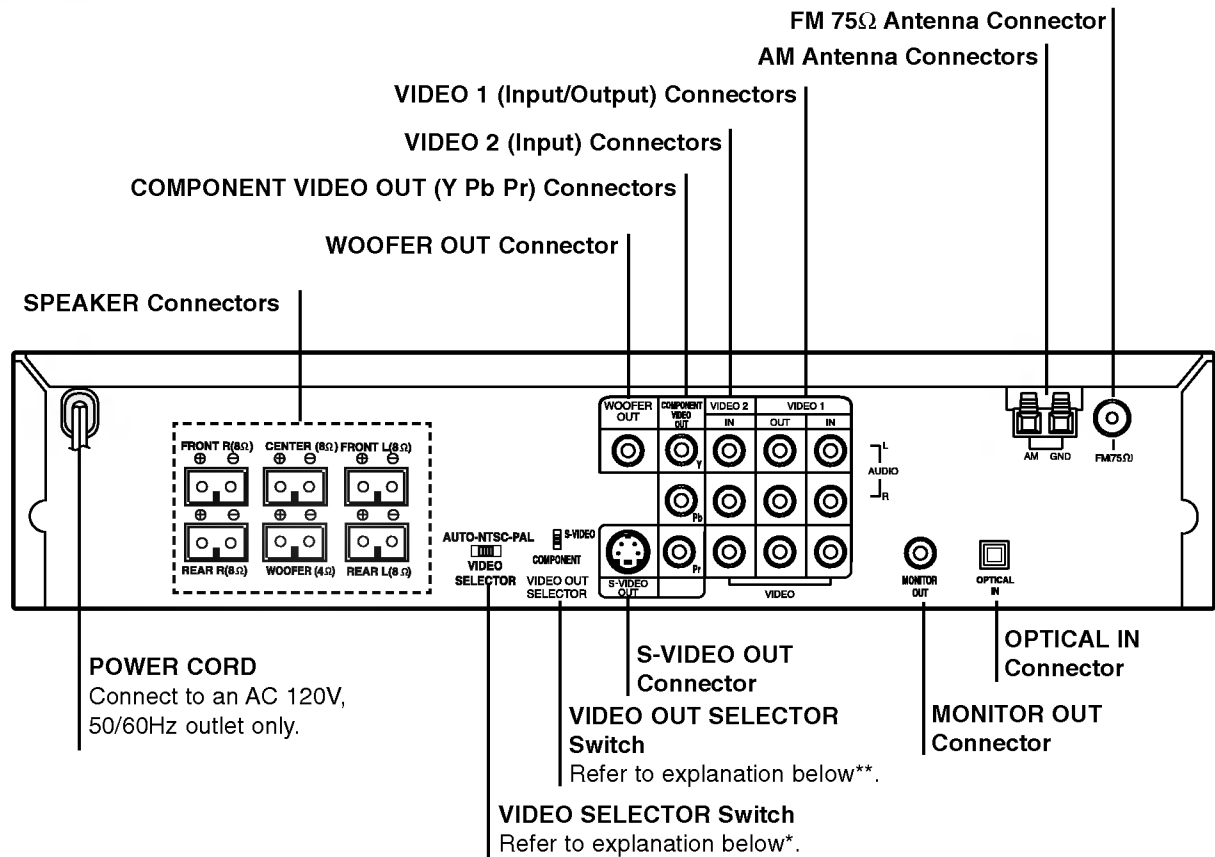 FM 75Ω Antenna Connector
AM Antenna Connectors
VIDEO 1 (Input/Output) Connectors
VIDEO 2 (Input) Connectors
COMPONENT VIDEO OUT (Y Pb Pr) Connectors
WOOFER OUT Connector
SPEAKER Connectors
WOOFER OUT
COMPONENT VIDEO OUT
VIDEO 2
VIDEO 1
IN
OUT
IN
Y
Pb
Pr
L
AUDIO
R
AM GND
FM(75Ω)
FRONT R(8Ω) CENTER (8Ω) FRONT L(8Ω)
⊕ ⊖ ⊕ ⊖ ⊕ ⊖
⊕ ⊖ ⊕ ⊖ ⊕ ⊖
REAR R(8Ω) WOOFER (4Ω) REAR L(8Ω)
AUTO-NTSC-PAL
VIDEO
SELECTOR
S-VIDEO
COMPONENT
VIDEO OUT
SELECTOR
S-VIDEO
OUT
VIDEO
MONITOR
OUT
OPTICAL
IN
POWER CORD
Connect to an AC 120V,
50/60Hz outlet only.
S-VIDEO OUT
Connector
OPTICAL IN
Connector
VIDEO OUT SELECTOR
Switch
Refer to explanation below**.
MONITOR OUT
Connector
VIDEO SELECTOR Switch
Refer to explanation below*.